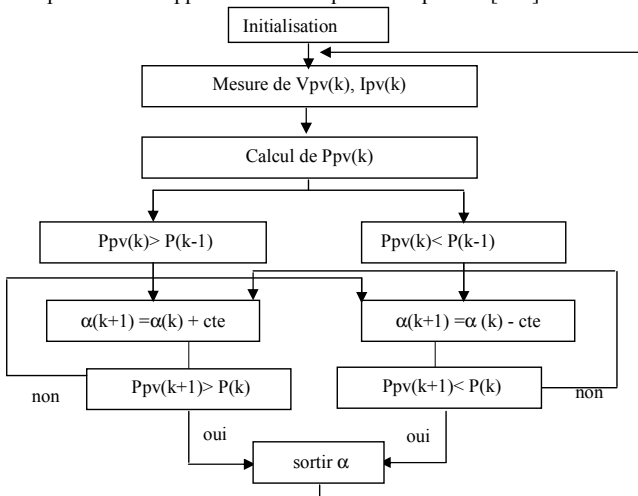 Initialisation
Mesure de Vpv(k), Ipv(k)
Calcul de Ppv(k)
Ppv(k)> P(k-1)
Ppv(k)< P(k-1)
α(k+1) =α(k) + cte
α(k+1) =α (k) - cte
Ppv(k+1)> P(k)
Ppv(k+1)< P(k)
non
non
oui
oui
sortir α